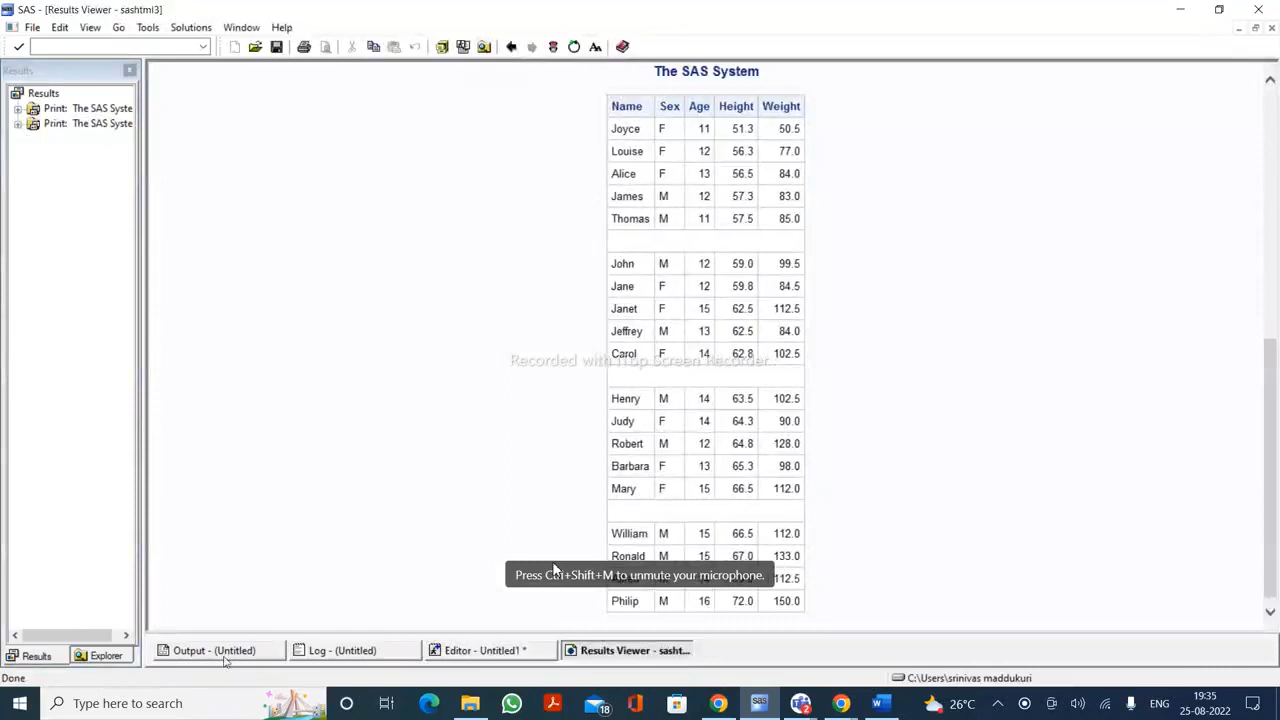 SAS - [Results Viewer - sashtml3]
File Edit View Go Tools Solutions Window Help
Results
Results
Print: The SAS Syste
Print: The SAS Syste
The SAS System
Name Sex Age Height Weight
Joyce F 11 51.3 50.5
Louise F 12 56.3 77.0
Alice F 13 56.5 84.0
James M 12 57.3 83.0
Thomas M 11 57.5 85.0
John M 12 59.0 99.5
Jane F 12 59.8 84.5
Janet F 15 62.5 112.5
Jeffrey M 13 62.5 84.0
Carol F 14 62.8 102.5
Recorded with iTop Screen Recorder...
Henry M 14 63.5 102.5
Judy F 14 64.3 90.0
Robert M 12 64.8 128.0
Barbara F 13 65.3 98.0
Mary F 15 66.5 112.0
William M 15 66.5 112.0
Ronald M 15 67.0 133.0
Press Ctrl+Shift+M to unmute your microphone.
112.5
Philip M 16 72.0 150.0
Results Explorer
Output - (Untitled) Log - (Untitled) Editor - Untitled1 * Results Viewer - sasht...
Done C:\Users\srinivas maddukuri
Type here to search
18
sas
2
26°C
ENG
19:35
25-08-2022